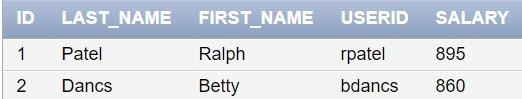 ID LAST_NAME FIRST_NAME USERID SALARY
1 Patel Ralph rpatel 895
2 Dancs Betty bdancs 860